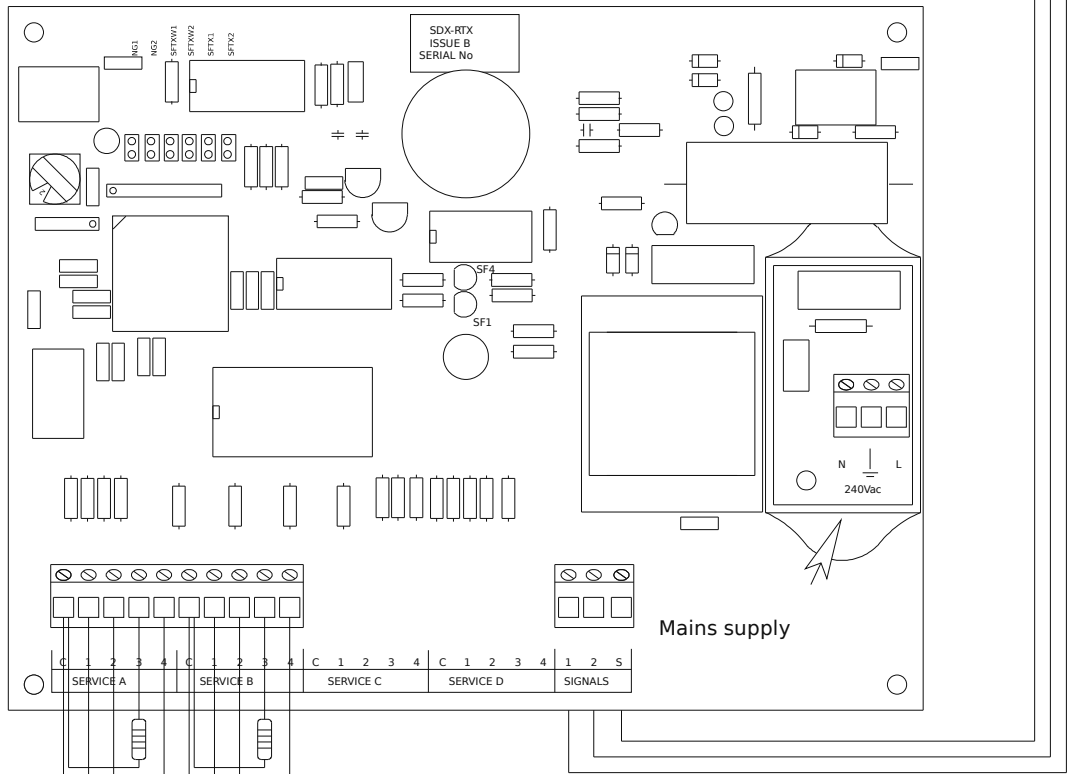 NG1
NG2
SFTXW1
SFTXW2
SFTX1
SFTX2
SDX-RTX
ISSUE B
SERIAL No
SF4
SF1
N L
240Vac
Mains supply
C 1 2 3 4 C 1 2 3 4 C 1 2 3 4 C 1 2 3 4 1 2 S
SERVICE A SERVICE B SERVICE C SERVICE D SIGNALS